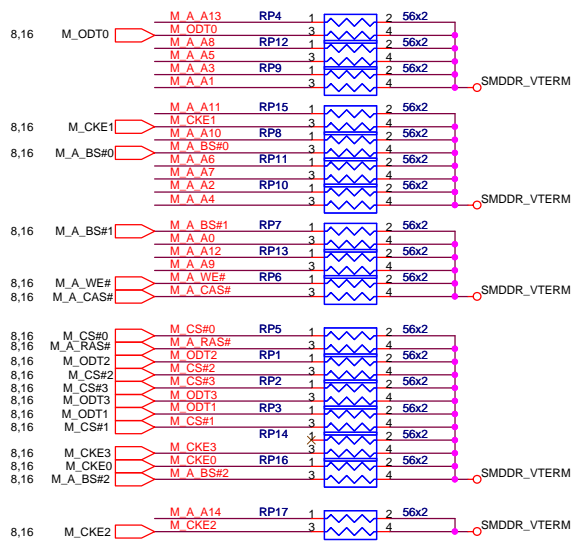 M_A_A13 RP4 1 2 56x2
8,16 M_ODT0 M_ODT0 3 4
M_A_A8 RP12 1 2 56x2
M_A_A5 3 4
M_A_A3 RP9 1 2 56x2
M_A_A1 3 4 SMDDR_VTERM
M_A_A11 RP15 1 2 56x2
8,16 M_CKE1 M_CKE1 3 4
M_A_A10 RP8 1 2 56x2
8,16 M_A_BS#0 M_A_BS#0 3 4
M_A_A6 RP11 1 2 56x2
M_A_A7 3 4
M_A_A2 RP10 1 2 56x2
M_A_A4 3 4 SMDDR_VTERM
8,16 M_A_BS#1 M_A_BS#1 RP7 1 2 56x2
M_A_A0 3 4
M_A_A12 RP13 1 2 56x2
M_A_A9 3 4
8,16 M_A_WE# M_A_WE# RP6 1 2 56x2
8,16 M_A_CAS# M_A_CAS# 3 4 SMDDR_VTERM
8,16 M_CS#0 M_CS#0 RP5 1 2 56x2
8,16 M_A_RAS# M_A_RAS# 3 4
8,16 M_ODT2 M_ODT2 RP1 1 2 56x2
8,16 M_CS#2 M_CS#2 3 4
8,16 M_CS#3 M_CS#3 RP2 1 2 56x2
8,16 M_ODT3 M_ODT3 3 4
8,16 M_ODT1 M_ODT1 RP3 1 2 56x2
8,16 M_CS#1 M_CS#1 3 4
RP14 1 2 56x2
8,16 M_CKE3 M_CKE3 3 4
8,16 M_CKE0 M_CKE0 RP16 1 2 56x2
8,16 M_A_BS#2 M_A_BS#2 3 4 SMDDR_VTERM
M_A_A14 RP17 1 2 56x2
8,16 M_CKE2 M_CKE2 3 4 SMDDR_VTERM